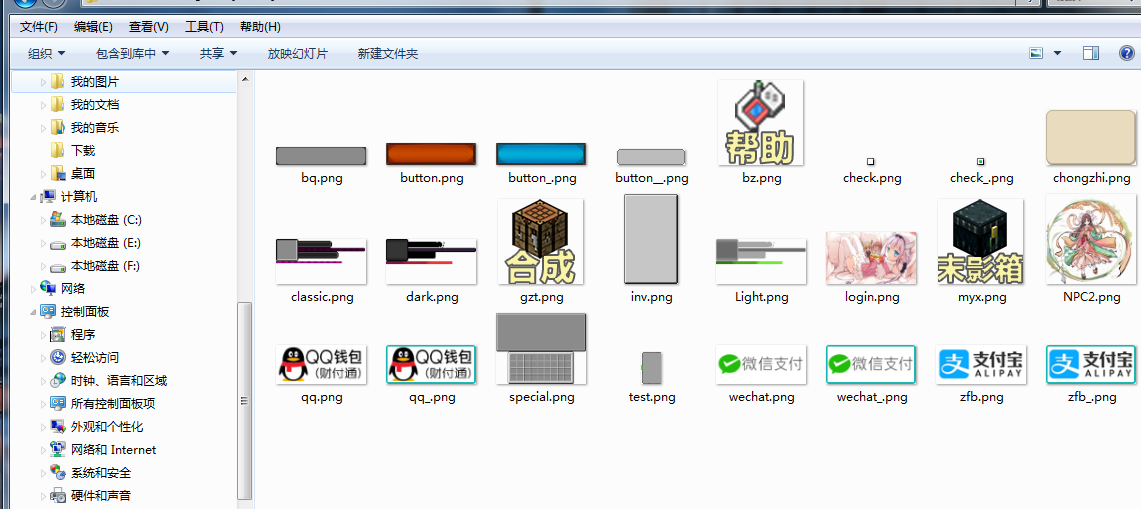 文件(F) 编辑(E) 查看(V) 工具(T) 帮助(H)
组织 包含到库中 共享 放映幻灯片 新建文件夹
我的图片
我的文档
我的音乐
下载
桌面
计算机
本地磁盘 (C:)
本地磁盘 (E:)
本地磁盘 (F:)
网络
控制面板
程序
轻松访问
时钟、语言和区域
所有控制面板项
外观和个性化
网络和 Internet
系统和安全
硬件和声音
帮助
bq.png button.png button_.png button__.png bz.png check.png check_.png chongzhi.png
合成 末影箱
classic.png dark.png gzt.png inv.png Light.png login.png myx.png NPC2.png
QQ钱包 QQ钱包 微信支付 微信支付 支付宝 支付宝
(财付通) (财付通) ALIPAY ALIPAY
qq.png qq_.png special.png test.png wechat.png wechat_.png zfb.png zfb_.png